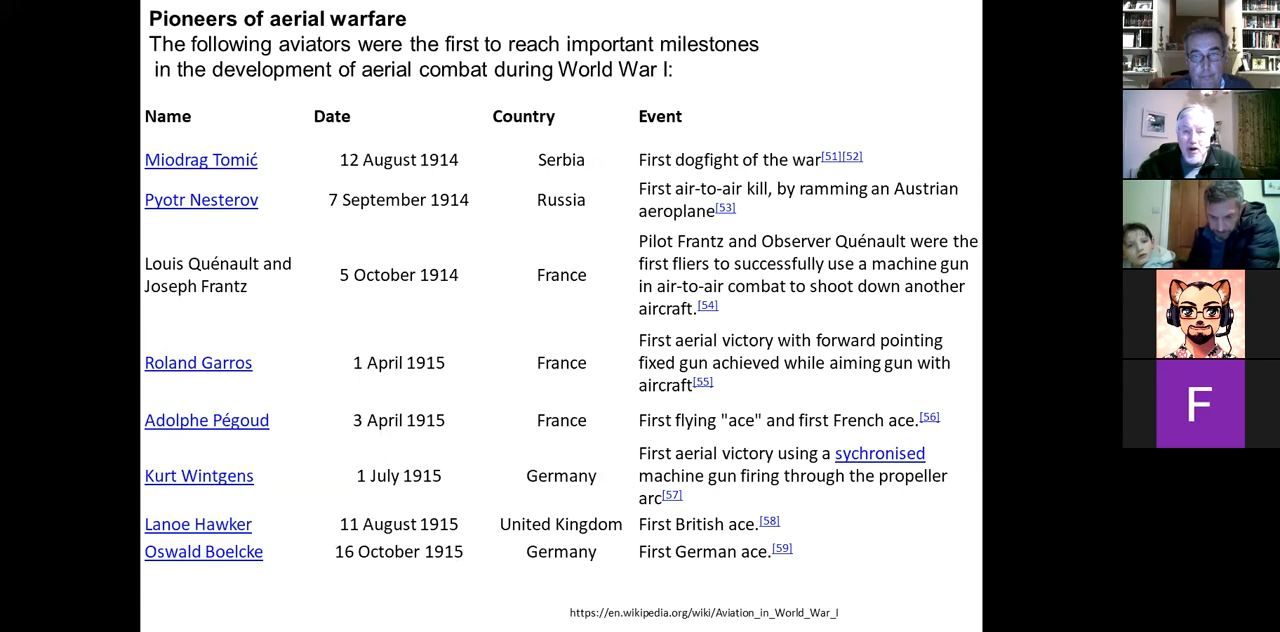 Pioneers of aerial warfare
The following aviators were the first to reach important milestones
in the development of aerial combat during World War I:
Name Date Country Event
Miodrag Tomić 12 August 1914 Serbia First dogfight of the war[51][52]
Pyotr Nesterov 7 September 1914 Russia First air-to-air kill, by ramming an Austrian
aeroplane[53]
Louis Quénault and
Joseph Frantz 5 October 1914 France Pilot Frantz and Observer Quénault were the
first fliers to successfully use a machine gun
in air-to-air combat to shoot down another
aircraft.[54]
Roland Garros 1 April 1915 France First aerial victory with forward pointing
fixed gun achieved while aiming gun with
aircraft[55]
Adolphe Pégoud 3 April 1915 France First flying "ace" and first French ace.[56]
Kurt Wintgens 1 July 1915 Germany First aerial victory using a sychronised
machine gun firing through the propeller
arc[57]
Lanoe Hawker 11 August 1915 United Kingdom First British ace.[58]
Oswald Boelcke 16 October 1915 Germany First German ace.[59]
https://en.wikipedia.org/wiki/Aviation_in_World_War_I
F